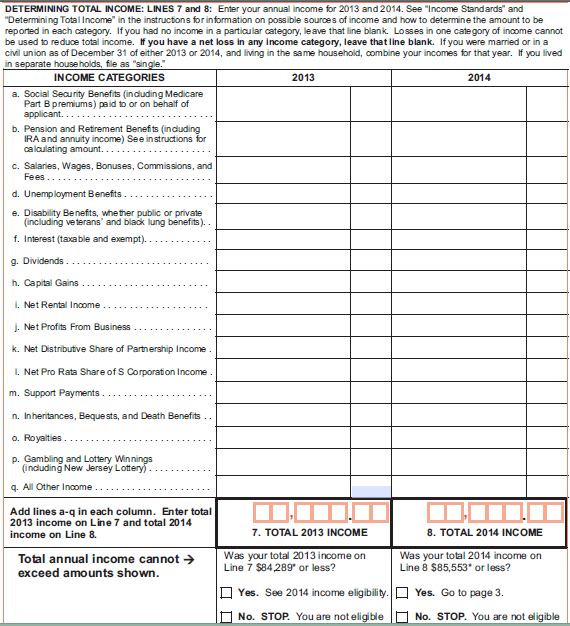 DETERMINING TOTAL INCOME: LINES 7 and 8: Enter your annual income for 2013 and 2014. See "Income Standards" and
"Determining Total Income" in the instructions for information on possible sources of income and how to determine the amount to be
reported in each category. If you had no income in a particular category, leave that line blank. Losses in one category of income cannot
be used to reduce total income. If you have a net loss in any income category, leave that line blank. If you were married or in a
civil union as of December 31 of either 2013 or 2014, and living in the same household, combine your incomes for that year. If you lived
in separate households, file as "single."
INCOME CATEGORIES 2013 2014
a. Social Security Benefits (including Medicare
Part B premiums) paid to or on behalf of
applicant. . . . . . . . . . . . . . . . . . . . . . . . . . . . .
b. Pension and Retirement Benefits (including
IRA and annuity income) See instructions for
calculating amount. . . . . . . . . . . . . . . . . . . . .
c. Salaries, Wages, Bonuses, Commissions, and
Fees . . . . . . . . . . . . . . . . . . . . . . . . . . . . . . .
d. Unemployment Benefits . . . . . . . . . . . . . . . .
e. Disability Benefits, whether public or private
(including veterans' and black lung benefits). .
f. Interest (taxable and exempt). . . . . . . . . . . . .
g. Dividends . . . . . . . . . . . . . . . . . . . . . . . . . . .
h. Capital Gains . . . . . . . . . . . . . . . . . . . . . . . .
i. Net Rental Income . . . . . . . . . . . . . . . . . . . .
j. Net Profits From Business . . . . . . . . . . . . . . .
k. Net Distributive Share of Partnership Income .
l. Net Pro Rata Share of S Corporation Income .
m. Support Payments . . . . . . . . . . . . . . . . . . . .
n. Inheritances, Bequests, and Death Benefits . .
o. Royalties . . . . . . . . . . . . . . . . . . . . . . . . . . . .
p. Gambling and Lottery Winnings
(including New Jersey Lottery) . . . . . . . . . . . .
q. All Other Income . . . . . . . . . . . . . . . . . . . . . .
Add lines a-q in each column. Enter total
2013 income on Line 7 and total 2014
income on Line 8.
, .
7. TOTAL 2013 INCOME
, .
8. TOTAL 2014 INCOME
Total annual income cannot →
exceed amounts shown.
Was your total 2013 income on
Line 7 $84,289* or less?
Yes. See 2014 income eligibility.
No. STOP. You are not eligible
Was your total 2014 income on
Line 8 $85,553* or less?
Yes. Go to page 3.
No. STOP. You are not eligible